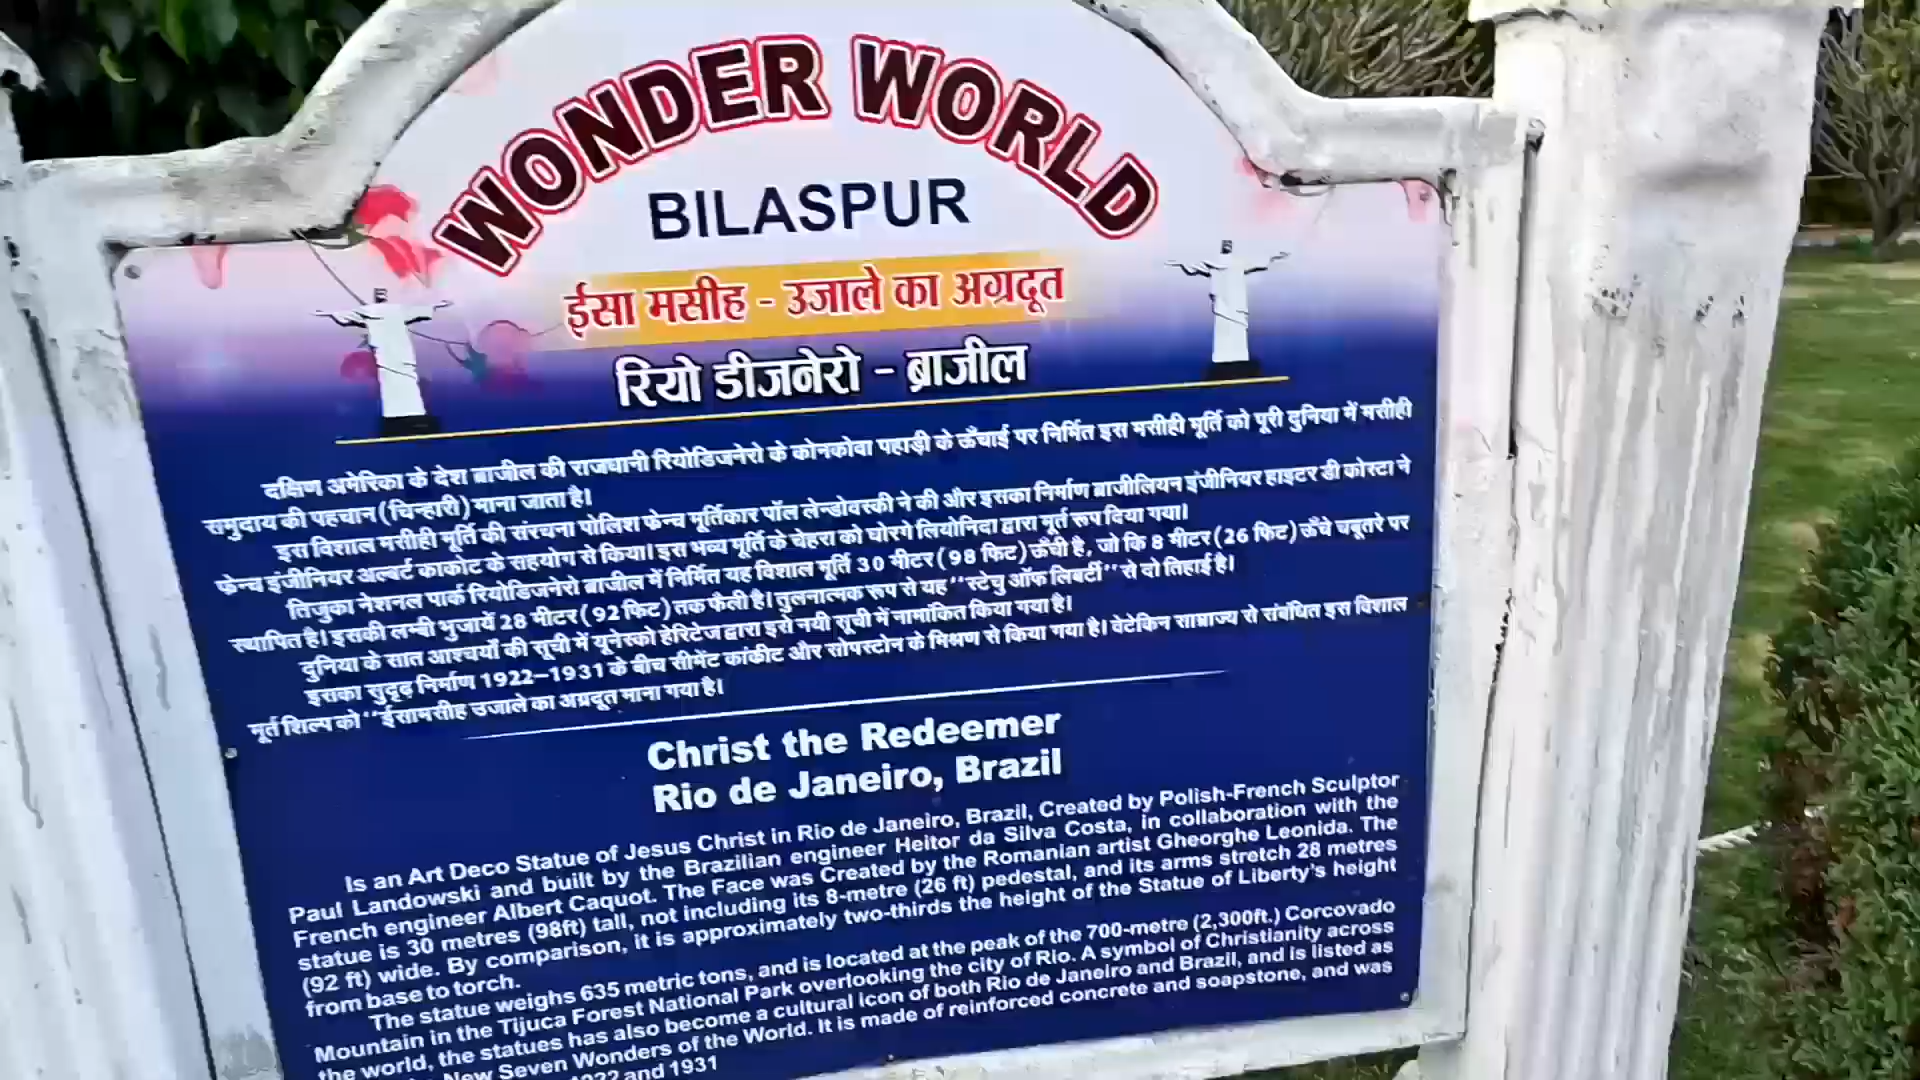 WONDER WORLD
BILASPUR
ईसा मसीह - उजाले का अग्रदूत
रियो डीजनेरो - ब्राजील
दक्षिण अमेरिका के देश ब्राजील की राजधानी रियोडिजनेरो के कोनकोवा पहाड़ी के ऊँचाई पर निर्मित इस मसीही मूर्ति को पूरी दुनिया में मसीही
समुदाय की पहचान (चिन्हारी) माना जाता है।
इस विशाल मसीही मूर्ति की संरचना पोलिश फ्रेन्च मूर्तिकार पॉल लेन्डोवस्की ने की और इसका निर्माण ब्राजीलियन इंजीनियर हाइटर डी कोस्टा ने
फ्रेन्च इंजीनियर अल्बर्ट काकोट के सहयोग से किया। इस भव्य मूर्ति के चेहरा को घोरगे लियोनिदा द्वारा मूर्त रूप दिया गया।
तिजुका नेशनल पार्क रियोडिजनेरो ब्राजील में निर्मित यह विशाल मूर्ति 30 मीटर (98 फिट) ऊँची है, जो कि 8 मीटर (26 फिट) ऊँचे चबूतरे पर
स्थापित है। इसकी लम्बी भुजायें 28 मीटर (92 फिट) तक फैली है। तुलनात्मक रूप से यह "स्टेचु ऑफ लिबर्टी" से दो तिहाई है।
दुनिया के सात आश्चर्यो की सूची में यूनेस्को हेरिटेज द्वारा इसे नयी सूची में नामांकित किया गया है।
इसका सुदृढ़ निर्माण 1922–1931 के बीच सीमेंट कांकीट और सोपस्टोन के मिश्रण से किया गया है। वेटेकिन साम्राज्य से संबंधित इस विशाल
मूर्त शिल्प को "ईसामसीह उजाले का अग्रदूत माना गया है।
Christ the Redeemer
Rio de Janeiro, Brazil
Is an Art Deco Statue of Jesus Christ in Rio de Janeiro, Brazil, Created by Polish-French Sculptor
Paul Landowski and built by the Brazilian engineer Heitor da Silva Costa, in collaboration with the
French engineer Albert Caquot. The Face was Created by the Romanian artist Gheorghe Leonida. The
statue is 30 metres (98ft) tall, not including its 8-metre (26 ft) pedestal, and its arms stretch 28 metres
(92 ft) wide. By comparison, it is approximately two-thirds the height of the Statue of Liberty's height
from base to torch.
The statue weighs 635 metric tons, and is located at the peak of the 700-metre (2,300ft.) Corcovado
Mountain in the Tijuca Forest National Park overlooking the city of Rio. A symbol of Christianity across
the world, the statues has also become a cultural icon of both Rio de Janeiro and Brazil, and is listed as
New Seven Wonders of the World. It is made of reinforced concrete and soapstone, and was
1922 and 1931